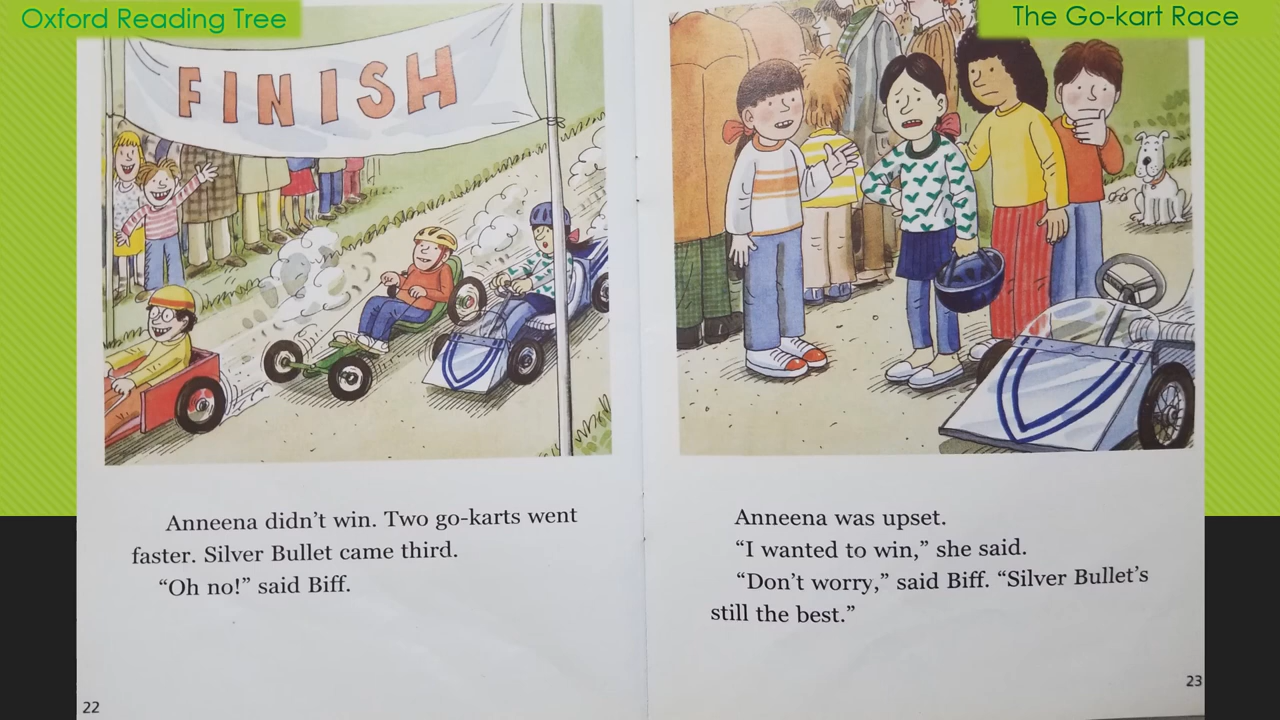 Oxford Reading Tree
The Go-kart Race
FINISH
Anneena didn't win. Two go-karts went
faster. Silver Bullet came third.
“Oh no!” said Biff.
22
Anneena was upset.
“I wanted to win,” she said.
“Don't worry,” said Biff. “Silver Bullet's
still the best.”
23